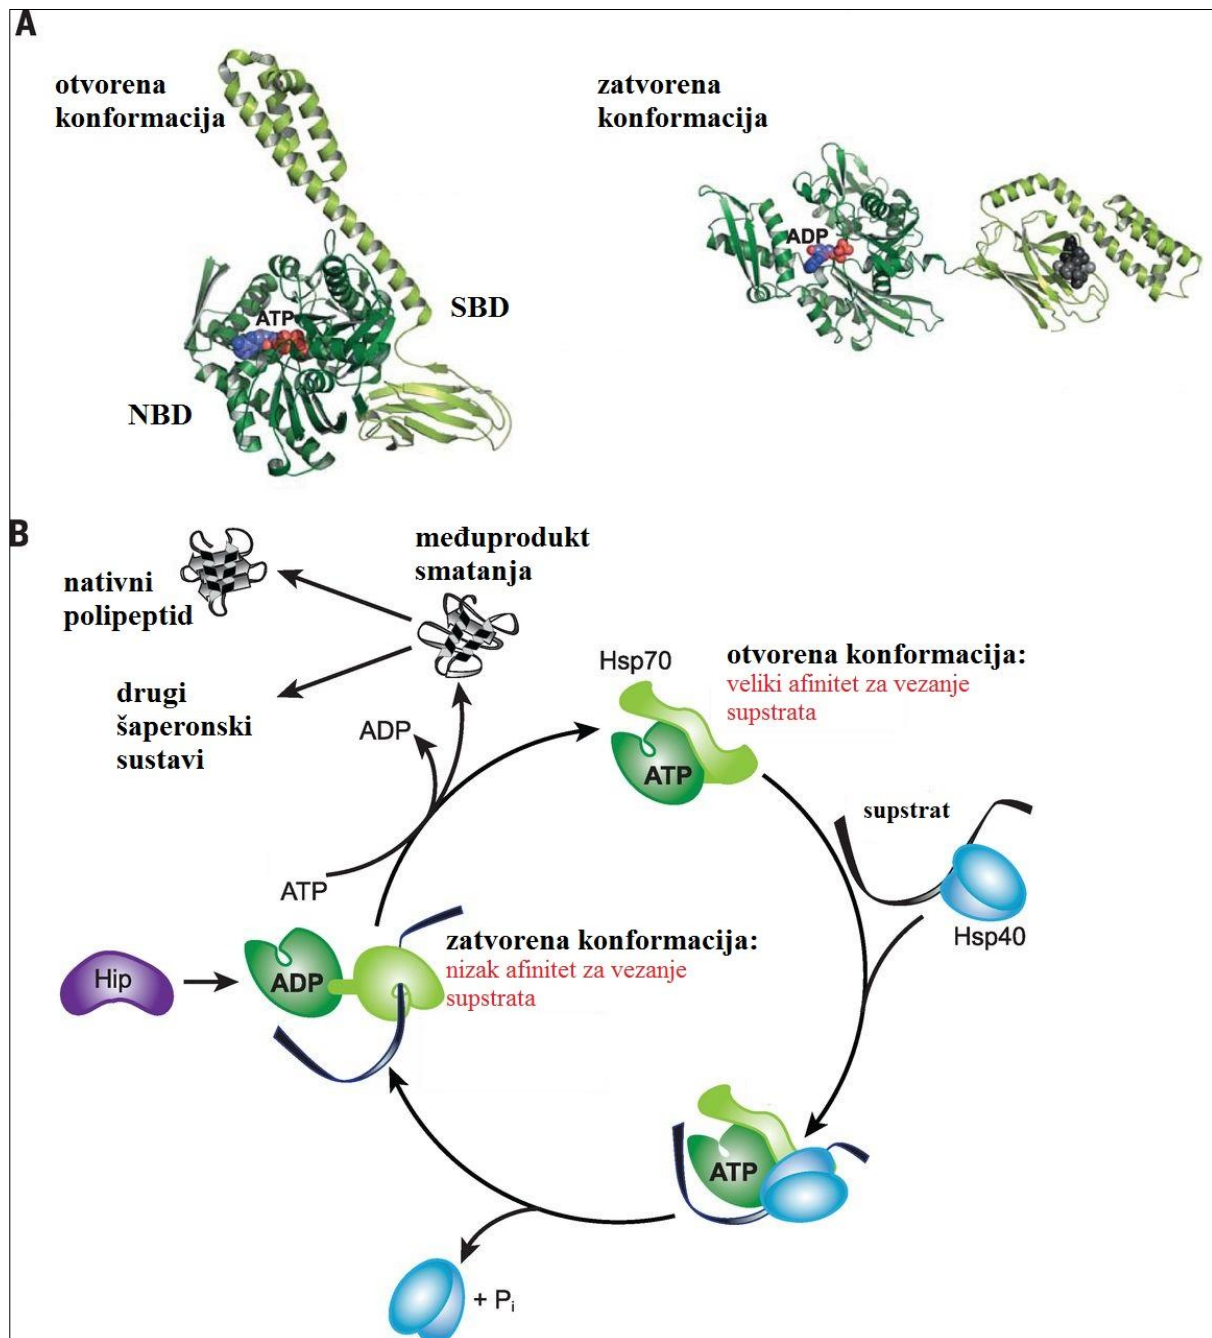 A
otvorena
konformacija
zatvorena
konformacija
ATP
SBD
NBD
ADP
B
međuprodukt
smatanja
nativni
polipeptid
drugi
šaperonski
sustavi
ADP
ATP
Hsp70
otvorena konformacija:
veliki afinitet za vezanje
supstrata
ATP
supstrat
Hsp40
Hip
ADP
zatvorena konformacija:
nizak afinitet za vezanje
supstrata
ATP
+ Pi